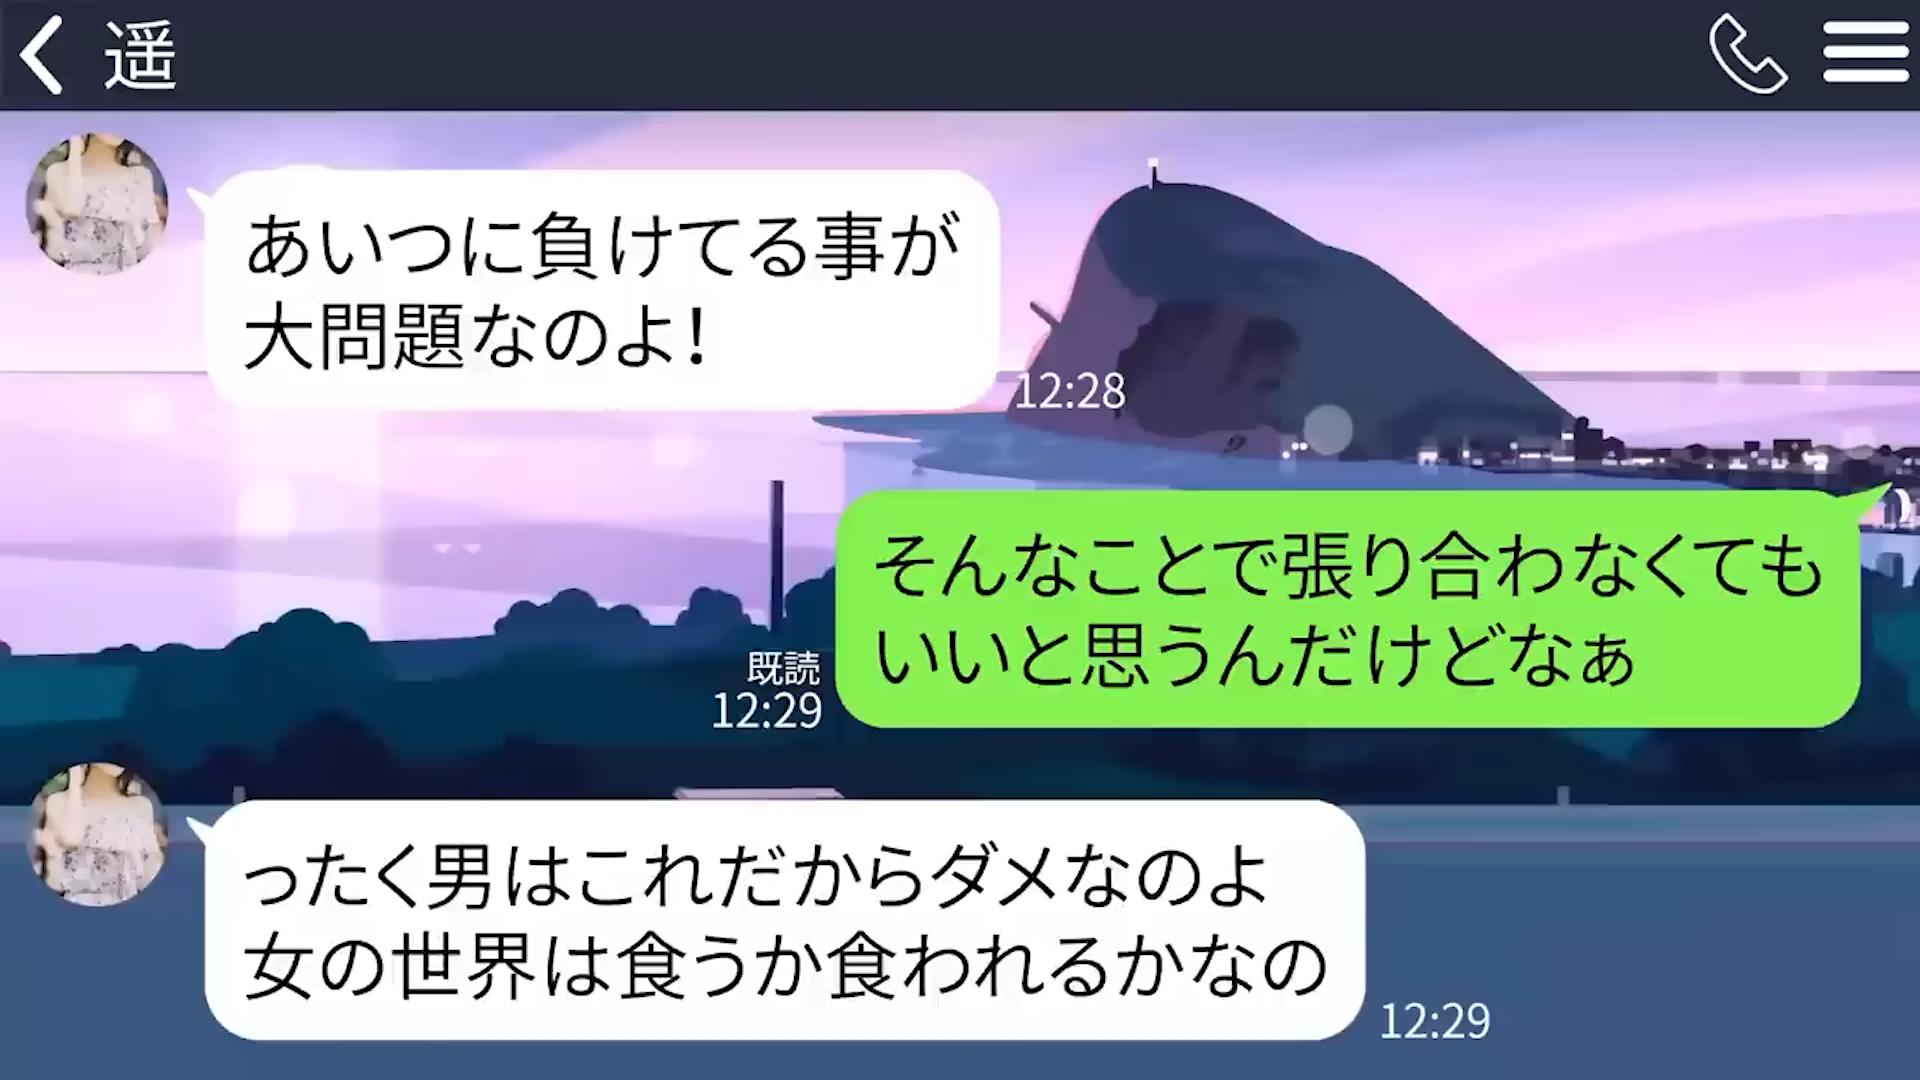 遥
あいつに負けてる事が
大問題なのよ！
12:28
そんなことで張り合わなくても
いいと思うんだけどなぁ
既読
12:29
ったく男はこれだからダメなのよ
女の世界は食うか食われるかなの
12:29